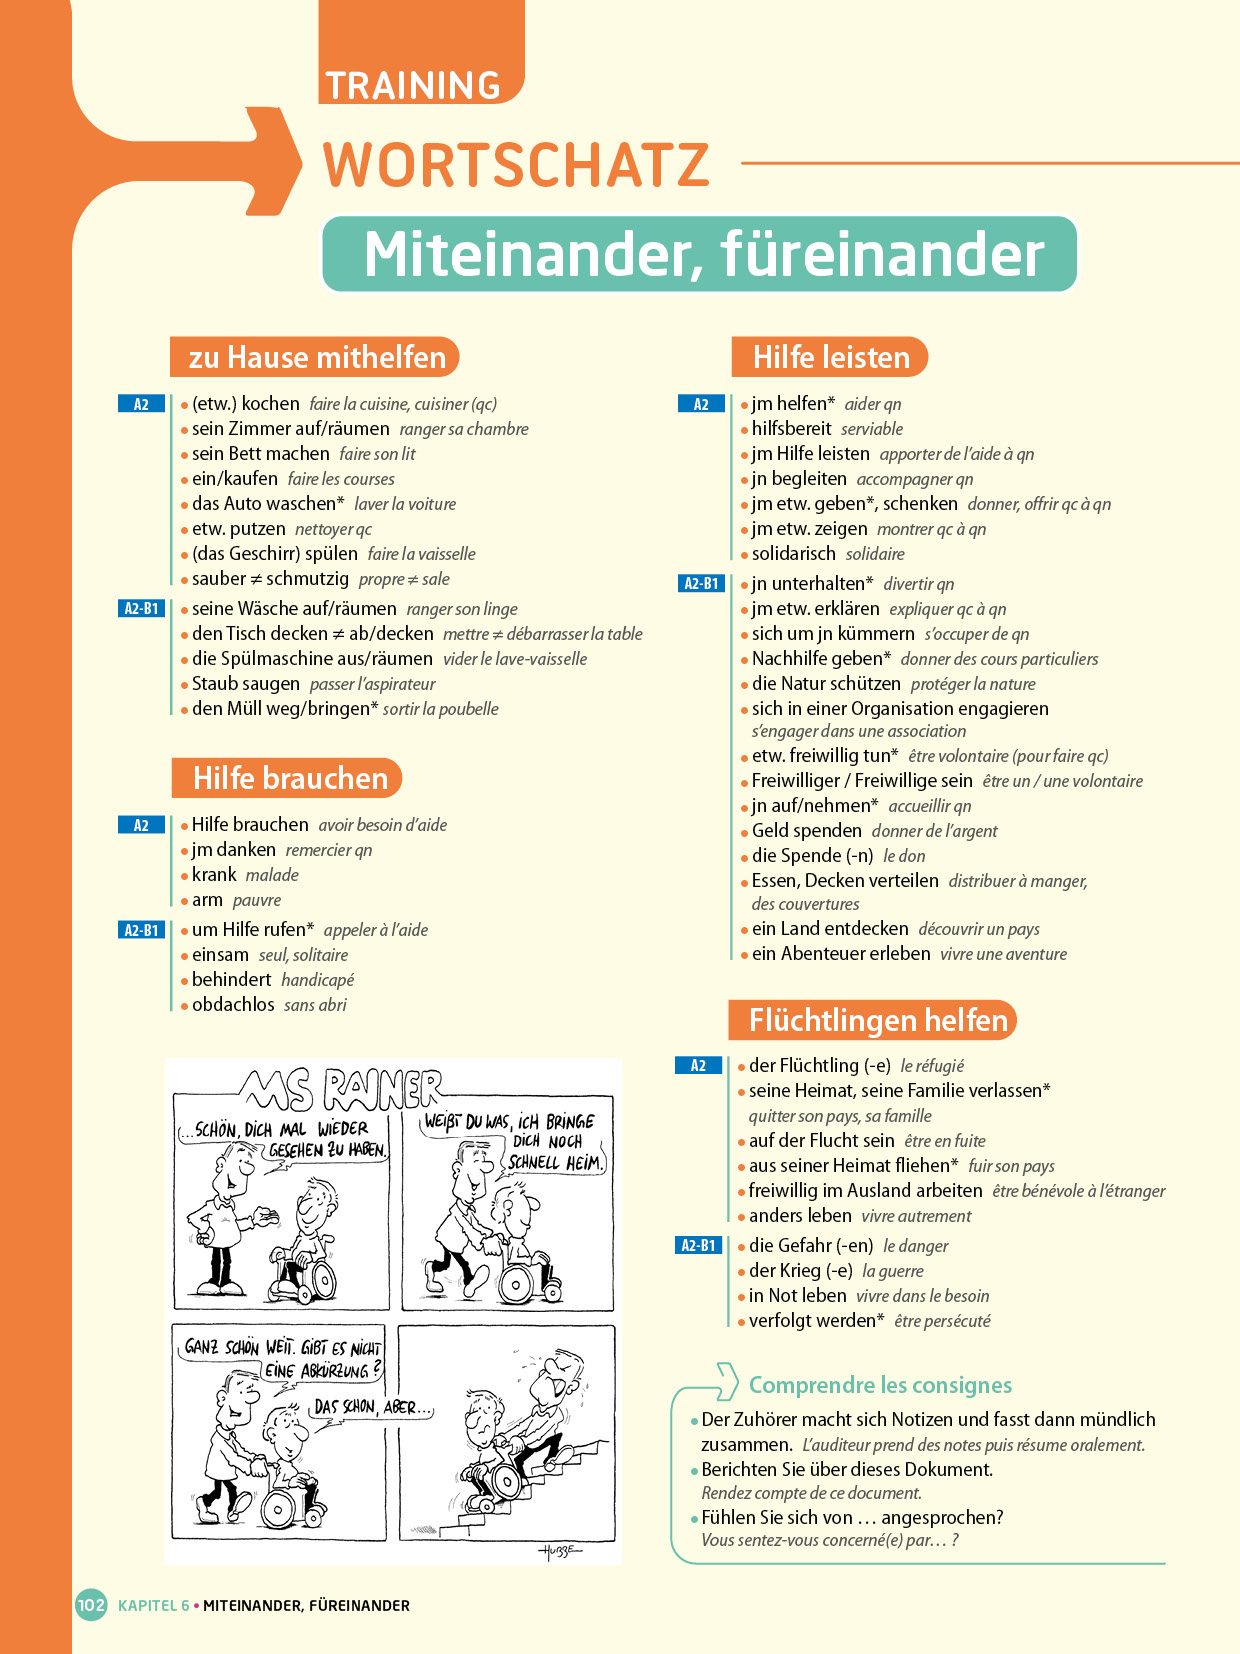 TRAINING
WORTSCHATZ
Miteinander, füreinander
zu Hause mithelfen
A2
• (etw.) kochen faire la cuisine, cuisiner (qc)
• sein Zimmer auf/räumen ranger sa chambre
• sein Bett machen faire son lit
• ein/kaufen faire les courses
• das Auto waschen* laver la voiture
• etw. putzen nettoyer qc
• (das Geschirr) spülen faire la vaisselle
• sauber ≠ schmutzig propre ≠ sale
A2-B1
• seine Wäsche auf/räumen ranger son linge
• den Tisch decken ≠ ab/decken mettre ≠ débarrasser la table
• die Spülmaschine aus/räumen vider le lave-vaisselle
• Staub saugen passer l'aspirateur
• den Müll weg/bringen* sortir la poubelle
Hilfe brauchen
A2
• Hilfe brauchen avoir besoin d'aide
• jm danken remercier qn
• krank malade
• arm pauvre
A2-B1
• um Hilfe rufen* appeler à l'aide
• einsam seul, solitaire
• behindert handicapé
• obdachlos sans abri
MS RAINER
...SCHÖN, DICH MAL WIEDER
GESEHEN ZU HABEN.
WEIßT DU WAS, ICH BRINGE
DICH NOCH
SCHNELL HEIM.
GANZ SCHÖN WEIT. GIBT ES NICHT
EINE ABKÜRZUNG?
DAS SCHON, ABER...
HUBBE
Hilfe leisten
A2
• jm helfen* aider qn
• hilfsbereit serviable
• jm Hilfe leisten apporter de l'aide à qn
• jn begleiten accompagner qn
• jm etw. geben*, schenken donner, offrir qc à qn
• jm etw. zeigen montrer qc à qn
• solidarisch solidaire
A2-B1
• jn unterhalten* divertir qn
• jm etw. erklären expliquer qc à qn
• sich um jn kümmern s'occuper de qn
• Nachhilfe geben* donner des cours particuliers
• die Natur schützen protéger la nature
• sich in einer Organisation engagieren
s'engager dans une association
• etw. freiwillig tun* être volontaire (pour faire qc)
• Freiwilliger / Freiwillige sein être un / une volontaire
• jn auf/nehmen* accueillir qn
• Geld spenden donner de l'argent
• die Spende (-n) le don
• Essen, Decken verteilen distribuer à manger,
des couvertures
• ein Land entdecken découvrir un pays
• ein Abenteuer erleben vivre une aventure
Flüchtlingen helfen
A2
• der Flüchtling (-e) le réfugié
• seine Heimat, seine Familie verlassen*
quitter son pays, sa famille
• auf der Flucht sein être en fuite
• aus seiner Heimat fliehen* fuir son pays
• freiwillig im Ausland arbeiten être bénévole à l'étranger
• anders leben vivre autrement
A2-B1
• die Gefahr (-en) le danger
• der Krieg (-e) la guerre
• in Not leben vivre dans le besoin
• verfolgt werden* être persécuté
Comprendre les consignes
• Der Zuhörer macht sich Notizen und fasst dann mündlich
zusammen. L'auditeur prend des notes puis résume oralement.
• Berichten Sie über dieses Dokument.
Rendez compte de ce document.
• Fühlen Sie sich von … angesprochen?
Vous sentez-vous concerné(e) par… ?
102 KAPITEL 6 • MITEINANDER, FÜREINANDER